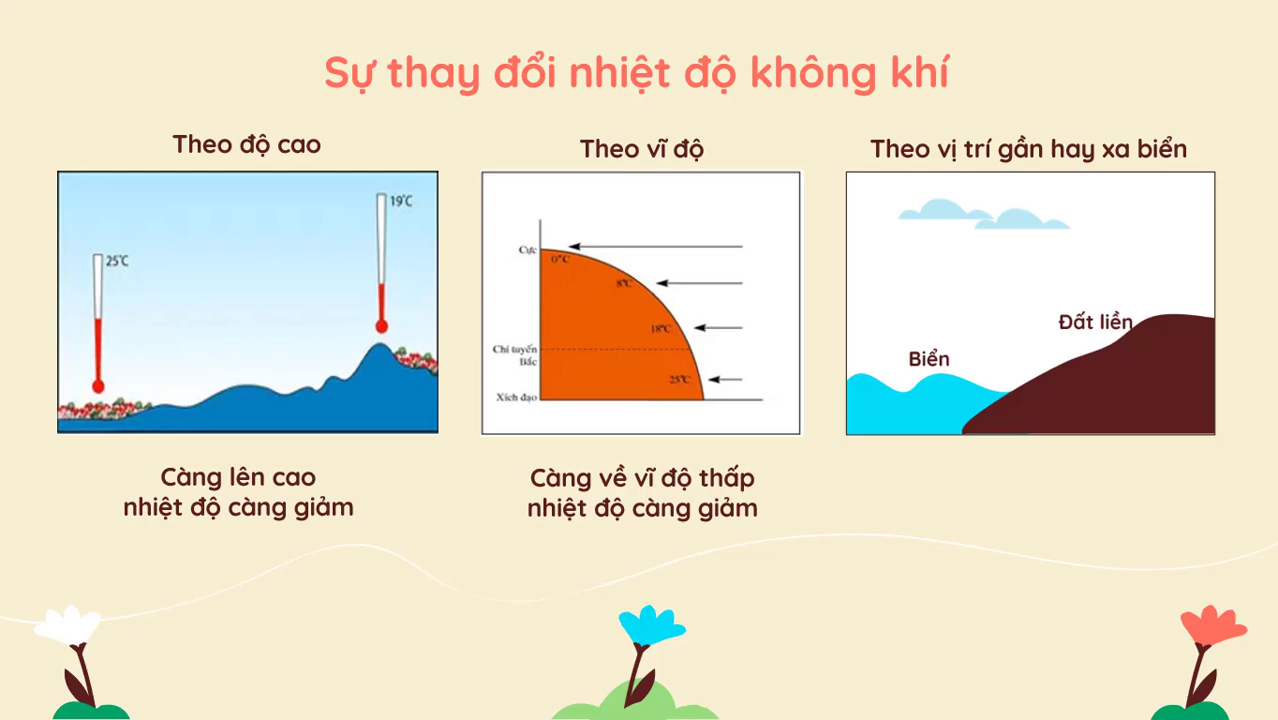 Sự thay đổi nhiệt độ không khí
Theo độ cao
25°C
19°C
Càng lên cao
nhiệt độ càng giảm
Theo vĩ độ
Cực
0°C
8°C
18°C
Chí tuyến
Bắc
25°C
Xích đạo
Càng về vĩ độ thấp
nhiệt độ càng giảm
Theo vị trí gần hay xa biển
Đất liền
Biển